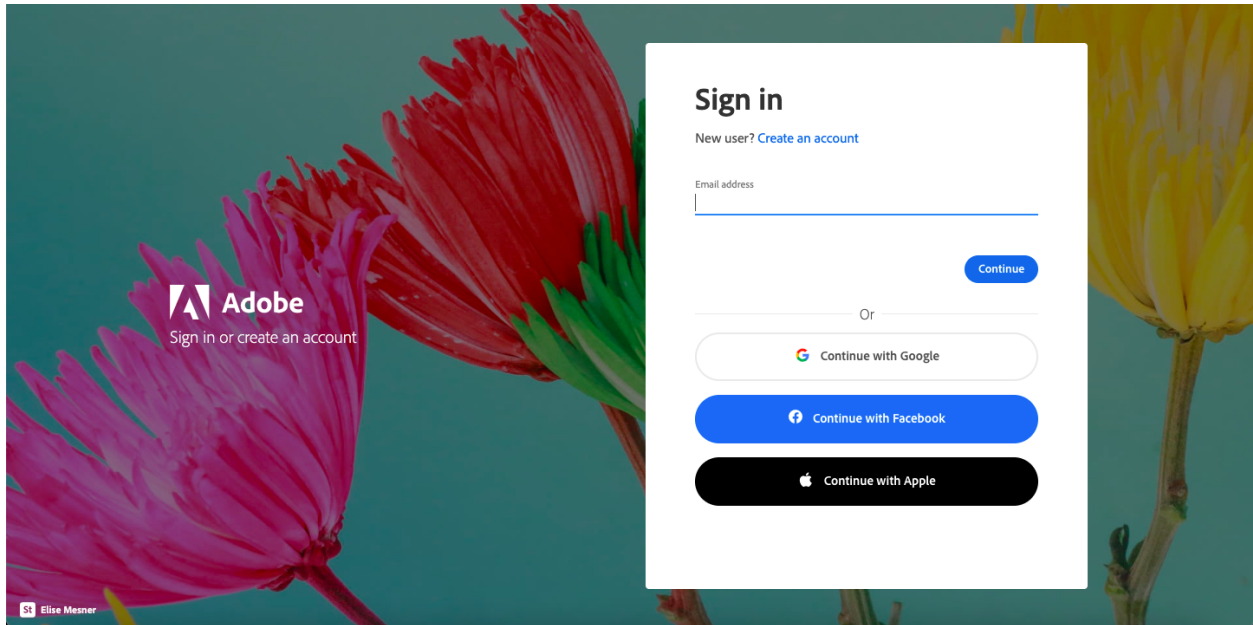 Adobe
Sign in or create an account
St Elise Mesner
Sign in
New user? Create an account
Email address
Continue
Or
Continue with Google
Continue with Facebook
Continue with Apple